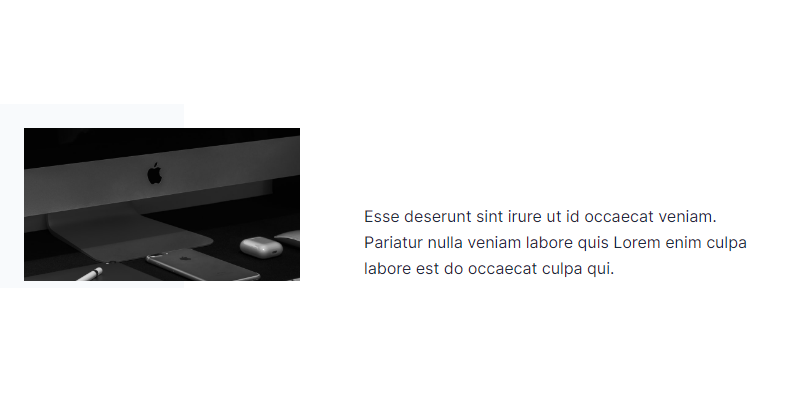 Esse deserunt sint irure ut id occaecat veniam.
Pariatur nulla veniam labore quis Lorem enim culpa
labore est do occaecat culpa qui.